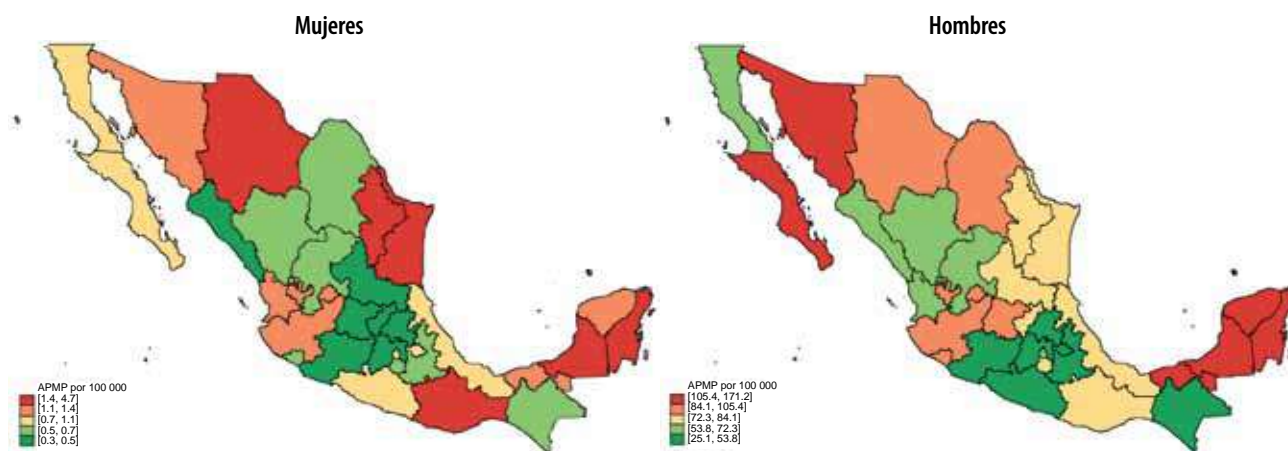 Mujeres
Hombres
APMP por 100 000
[1.4, 4.7]
[1.1, 1.4]
[0.7, 1.1]
[0.5, 0.7]
[0.3, 0.5]
APMP por 100 000
[105.4, 171.2]
[84.1, 105.4]
[72.3, 84.1]
[53.8, 72.3]
[25.1, 53.8]